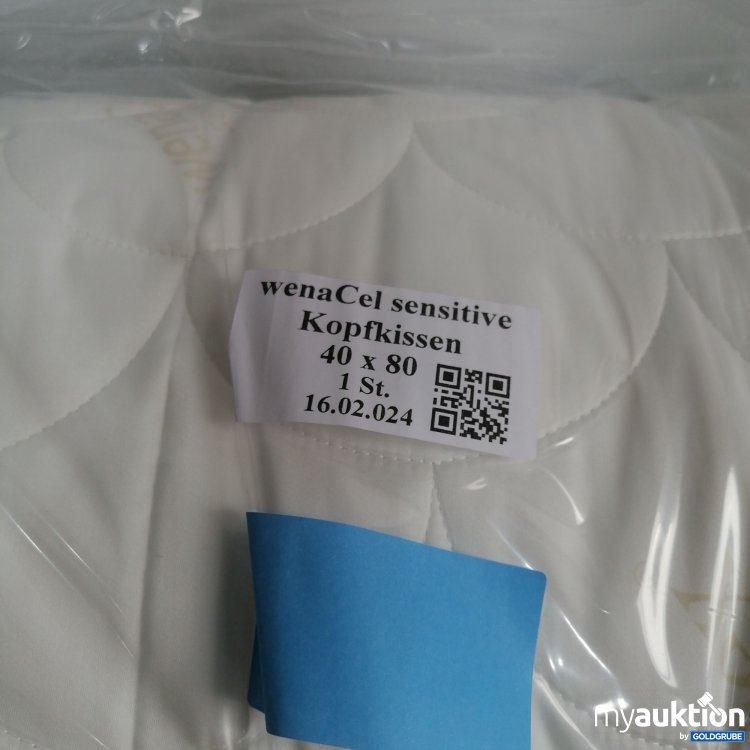 wenaCel sensitive
Kopfkissen
40 x 80
1 St.
16.02.024
myauktion
by GOLDGRUBE